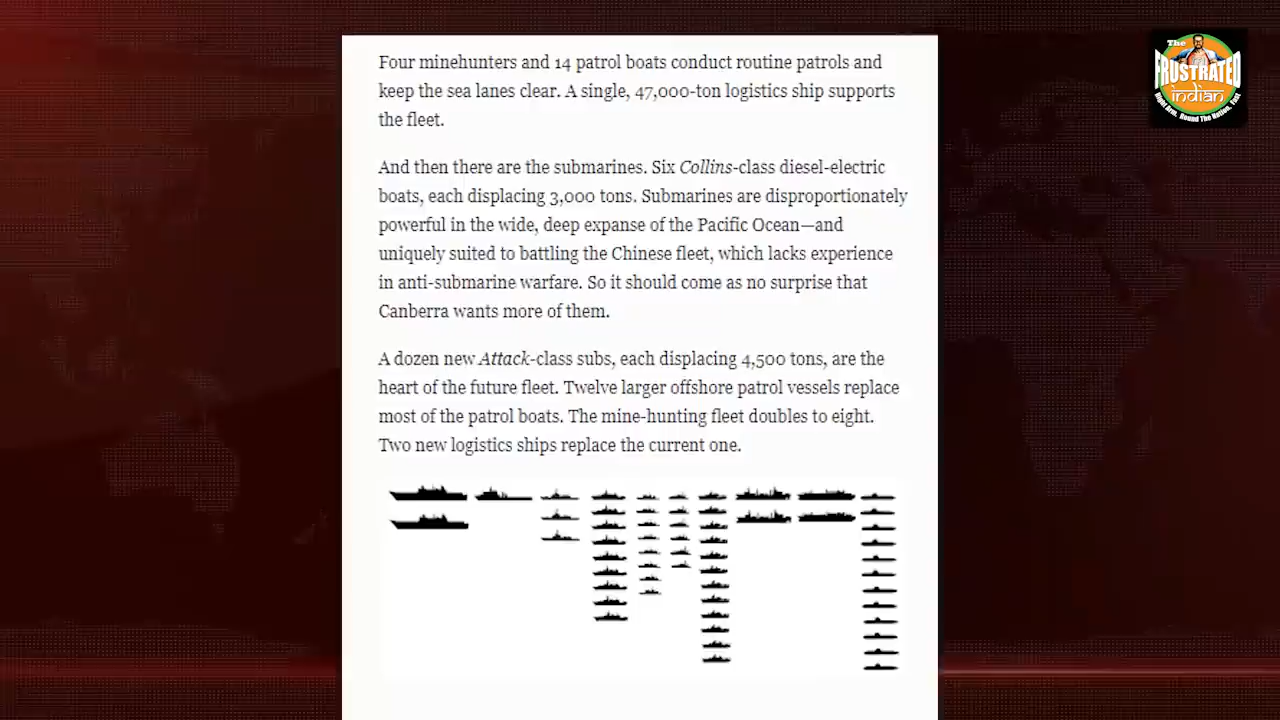 The
FRUSTRATED
indian
Right Arm. Round The Nation. Fast
Four minehunters and 14 patrol boats conduct routine patrols and
keep the sea lanes clear. A single, 47,000-ton logistics ship supports
the fleet.
And then there are the submarines. Six Collins-class diesel-electric
boats, each displacing 3,000 tons. Submarines are disproportionately
powerful in the wide, deep expanse of the Pacific Ocean—and
uniquely suited to battling the Chinese fleet, which lacks experience
in anti-submarine warfare. So it should come as no surprise that
Canberra wants more of them.
A dozen new Attack-class subs, each displacing 4,500 tons, are the
heart of the future fleet. Twelve larger offshore patrol vessels replace
most of the patrol boats. The mine-hunting fleet doubles to eight.
Two new logistics ships replace the current one.